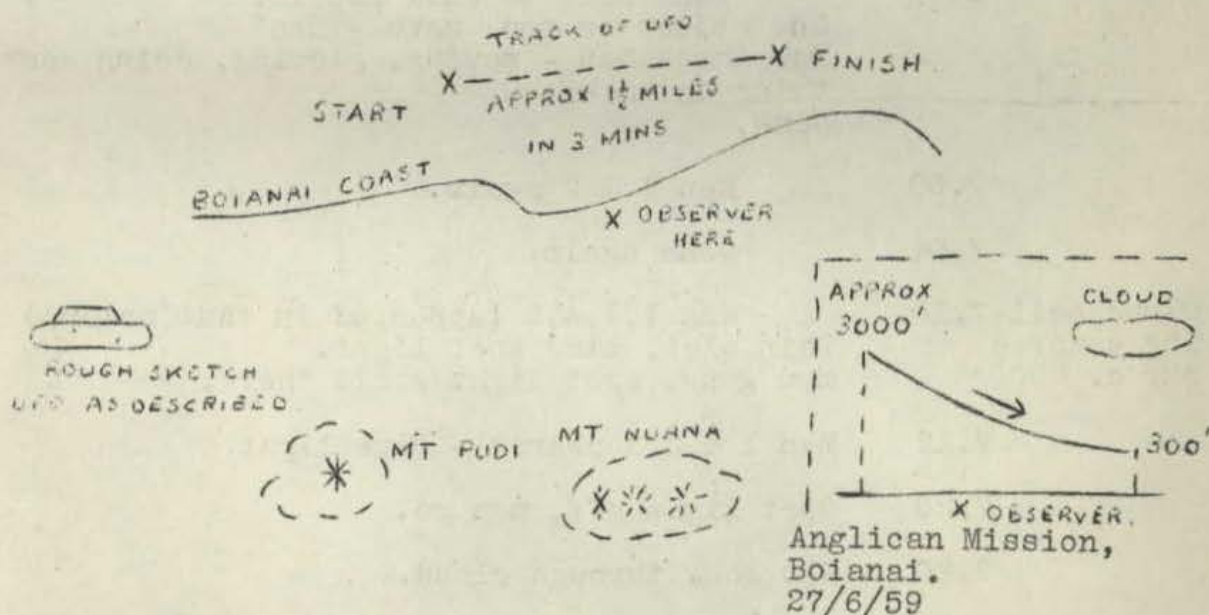 TRACK OF UFO
X X FINISH
START
APPROX 1½ MILES
IN 3 MINS
BOIANAI COAST
X OBSERVER
HERE
APPROX
3000'
CLOUD
300'
X OBSERVER.
ROUGH SKETCH
UFO AS DESCRIBED
MT PUDI
MT NUANA
X
Anglican Mission,
Boianai.
27/6/59